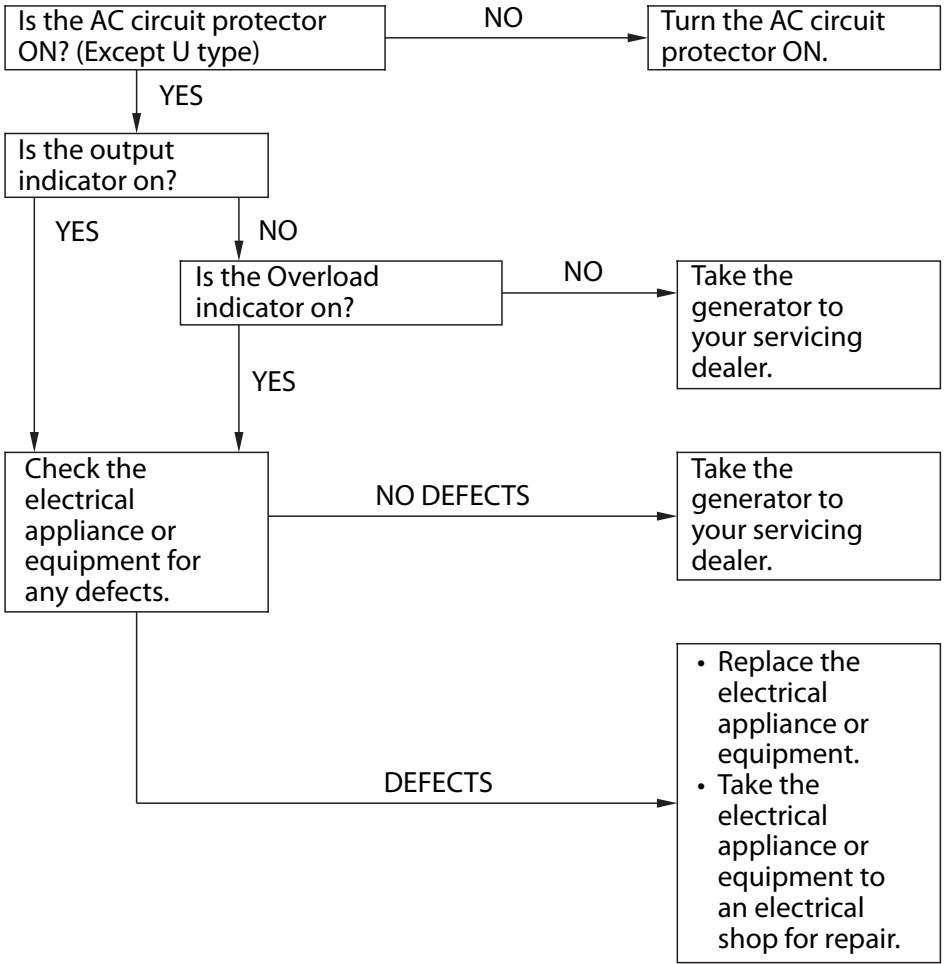 Is the AC circuit protector
ON? (Except U type)
NO
Turn the AC circuit
protector ON.
YES
Is the output
indicator on?
YES
NO
Is the Overload
indicator on?
NO
Take the
generator to
your servicing
dealer.
YES
Check the
electrical
appliance or
equipment for
any defects.
NO DEFECTS
Take the
generator to
your servicing
dealer.
DEFECTS
• Replace the
electrical
appliance or
equipment.
• Take the
electrical
appliance or
equipment to
an electrical
shop for repair.